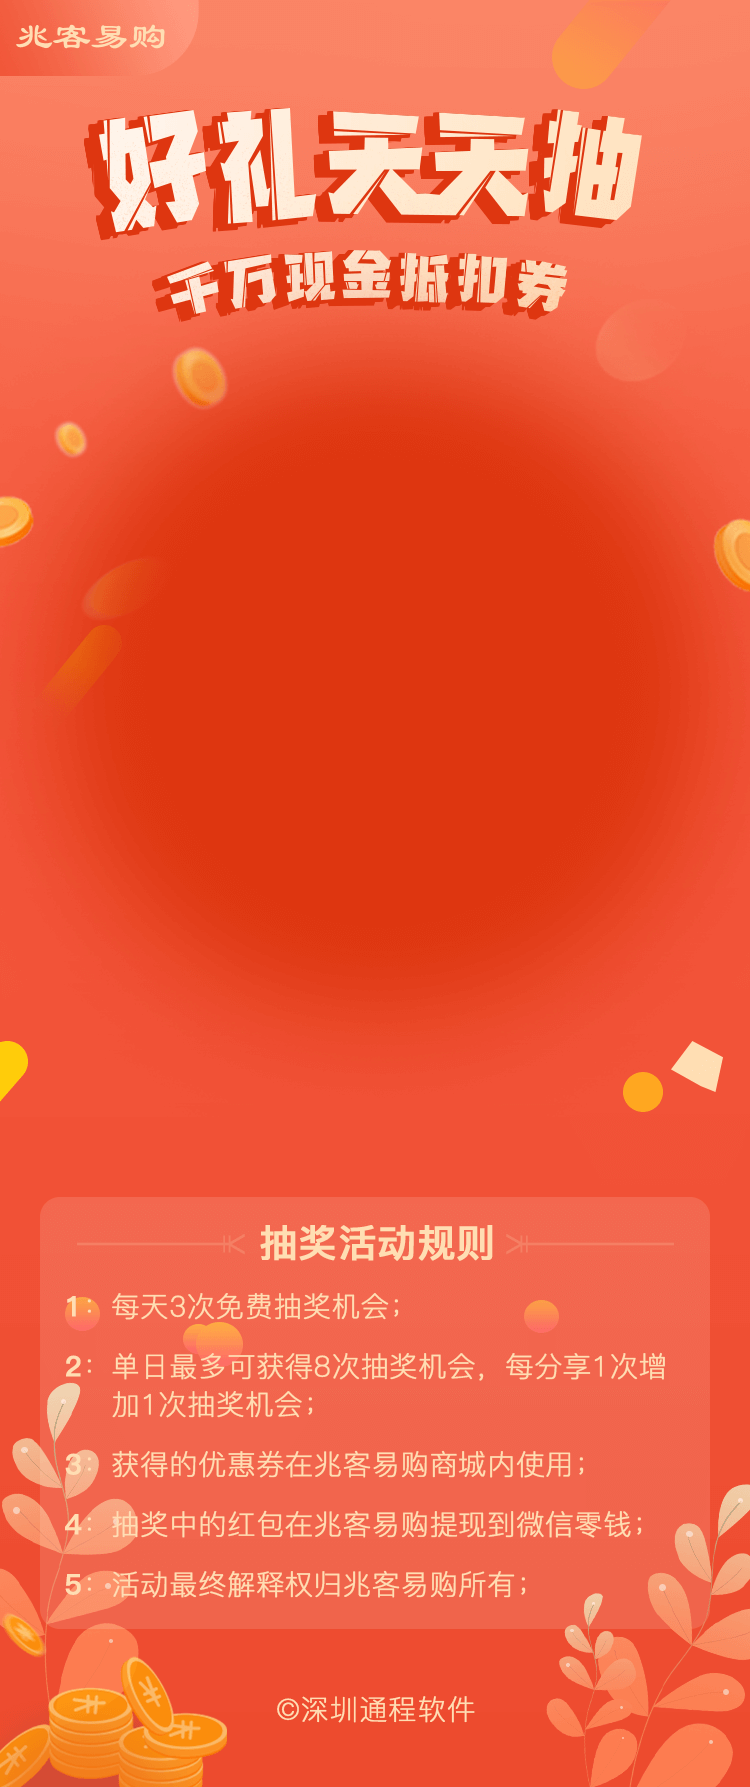 兆客易购
好礼天天抽
千万现金抵扣券
抽奖活动规则
1：每天3次免费抽奖机会；
2：单日最多可获得8次抽奖机会，每分享1次增
加1次抽奖机会；
3：获得的优惠券在兆客易购商城内使用；
4：抽奖中的红包在兆客易购提现到微信零钱；
5：活动最终解释权归兆客易购所有；
©深圳通程软件